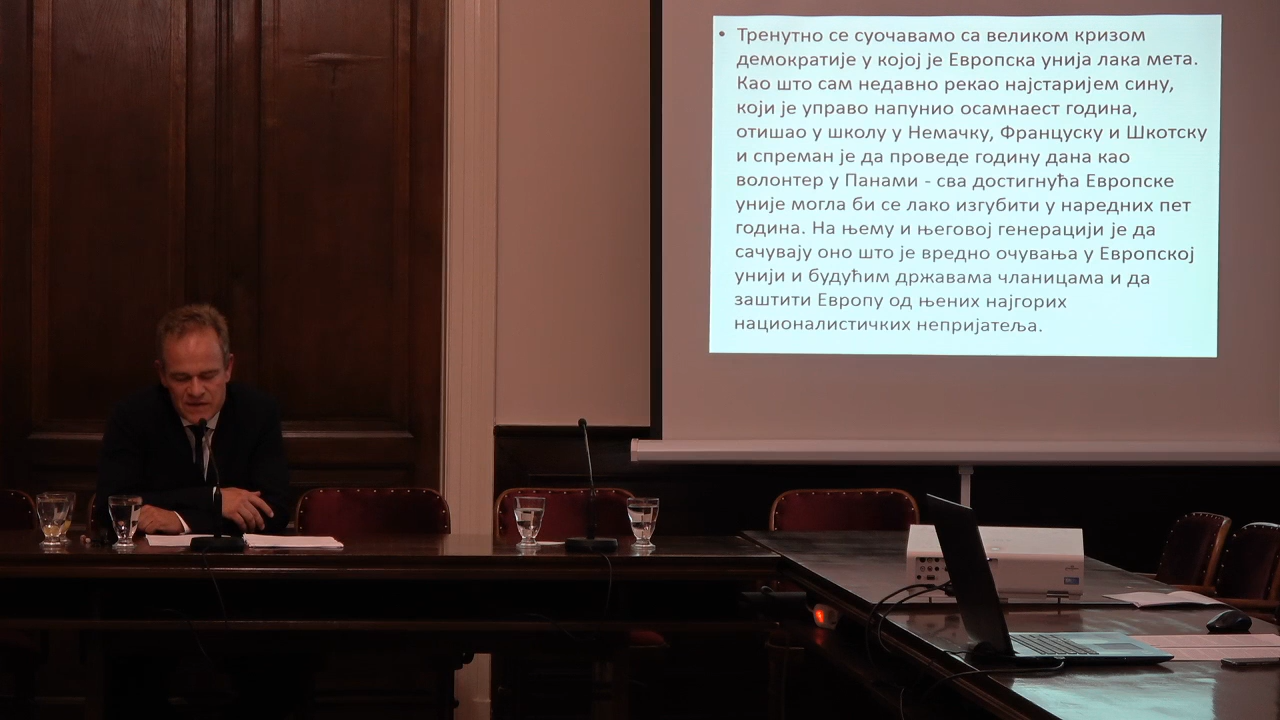 • Тренутно се суочавамо са великом кризом
демократије у којој је Европска унија лака мета.
Као што сам недавно рекао најстаријем сину,
који је управо напунио осамнаест година,
отишао у школу у Немачку, Француску и Шкотску
и спреман је да проведе годину дана као
волонтер у Панами - сва достигнућа Европске
уније могла би се лако изгубити у наредних пет
година. На њему и његовој генерацији је да
сачувају оно што је вредно очувања у Европској
унији и будућим државама чланицама и да
заштити Европу од њених најгорих
националистичких непријатеља.